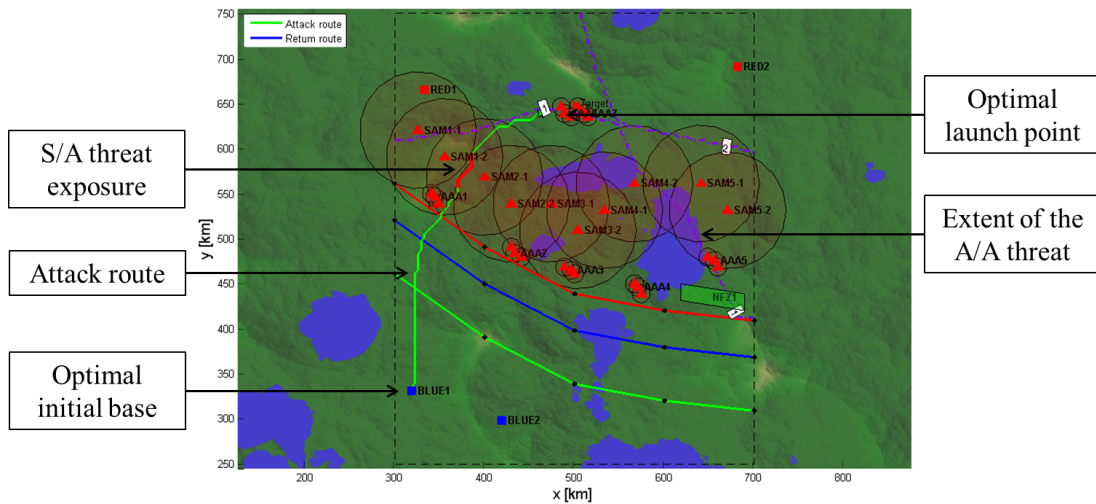 S/A threat
exposure
Attack route
Optimal
initial base
Attack route
Return route
750
700
650
600
550
500
450
400
350
300
250
y [km]
200
300
400
500
600
700
800
x [km]
RED1
RED2
Target
SAM1-1
SAM1-2
SAM2-1
SAM2-2
SAM3-1
SAM3-2
SAM4-1
SAM4-2
SAM5-1
SAM5-2
AAA1
AAA2
AAA3
AAA4
AAA5
NFZ1
BLUE1
BLUE2
1
2
1
Optimal
launch point
Extent of the
A/A threat